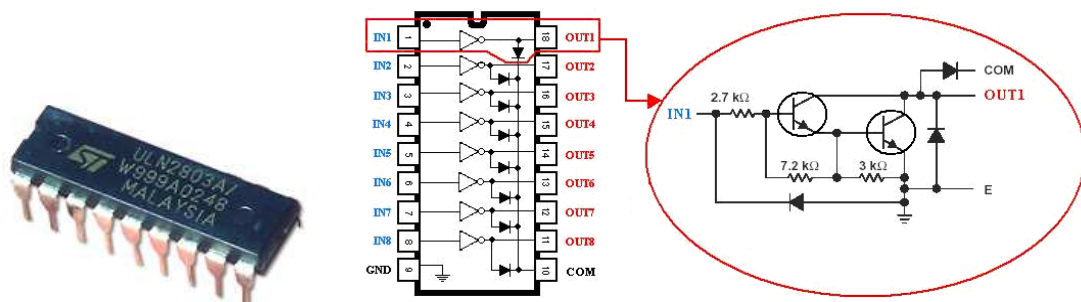 ST
ULN2803A
W999A0248
MALAYSIA
IN1 1 18 OUT1
IN2 2 17 OUT2
IN3 3 16 OUT3
IN4 4 15 OUT4
IN5 5 14 OUT5
IN6 6 13 OUT6
IN7 7 12 OUT7
IN8 8 11 OUT8
GND 9 10 COM
COM
2.7 kΩ
OUT1
IN1
7.2 kΩ 3 kΩ
E